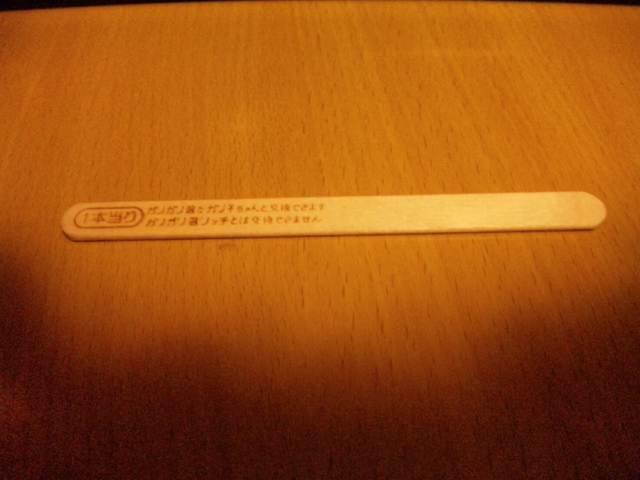 1本当り
ガリガリ君かガリ子ちゃんと交換できます
ガリガリ君リッチとは交換できません